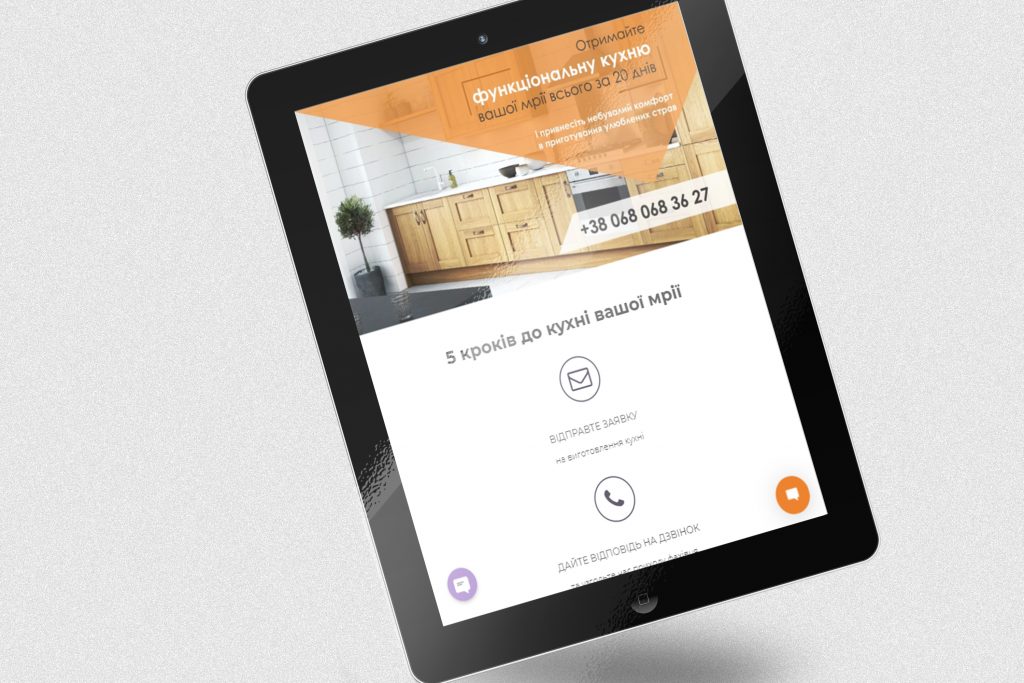 Отримайте
функціональну кухню
вашої мрії всього за 20 днів
і привнесіть небувалий комфорт
в приготування улюблених страв
+38 068 068 36 27
5 кроків до кухні вашої мрії
ВІДПРАВТЕ ЗАЯВКУ
на виготовлення кухні
ДАЙТЕ ВІДПОВІДЬ НА ДЗВІНОК